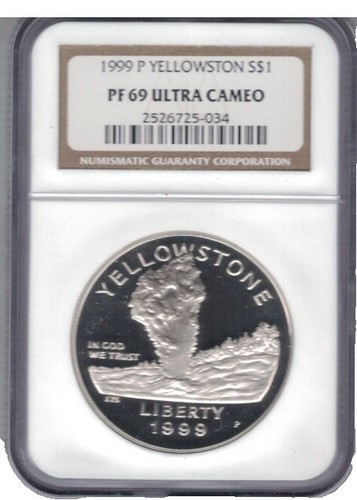 1999 P YELLOWSTON S$1
PF 69 ULTRA CAMEO
2526725-034
NUMISMATIC GUARANTY CORPORATION
YELLOWSTONE
IN GOD
WE TRUST
P
LIBERTY
1999